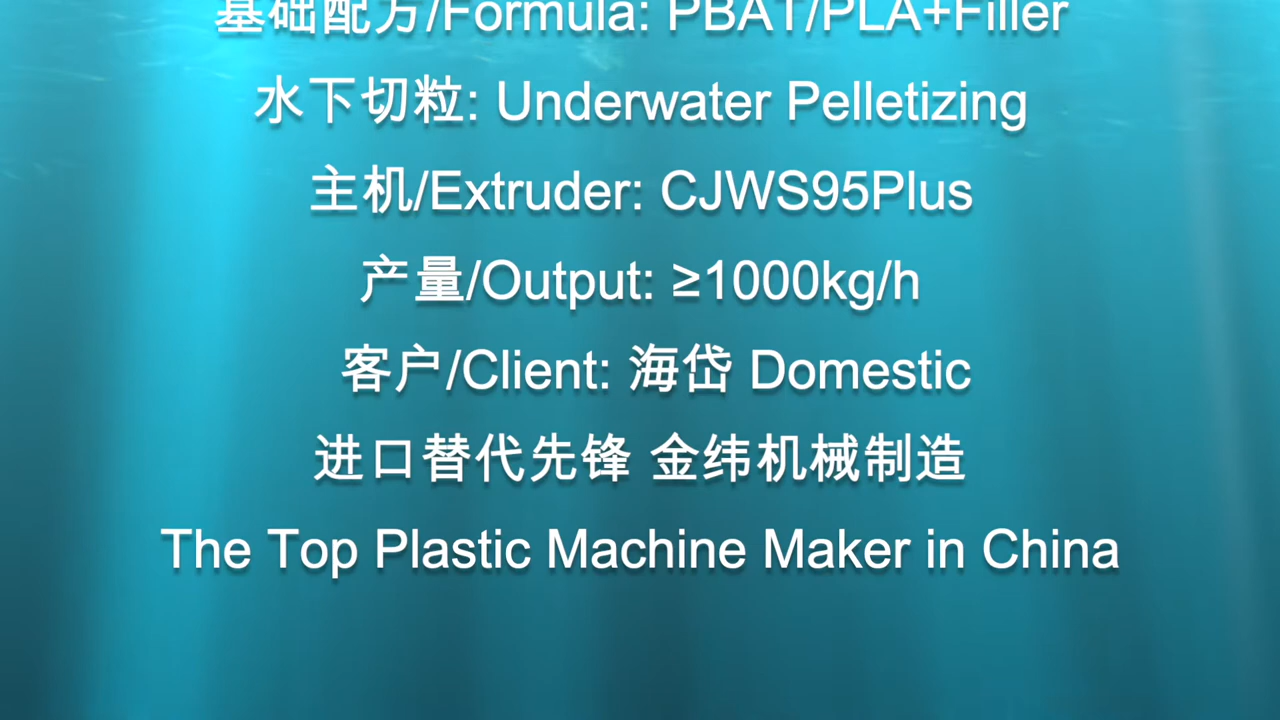 基础配方/Formula: PBAT/PLA+Filler
水下切粒: Underwater Pelletizing
主机/Extruder: CJWS95Plus
产量/Output: ≥1000kg/h
客户/Client: 海岱 Domestic
进口替代先锋 金纬机械制造
The Top Plastic Machine Maker in China